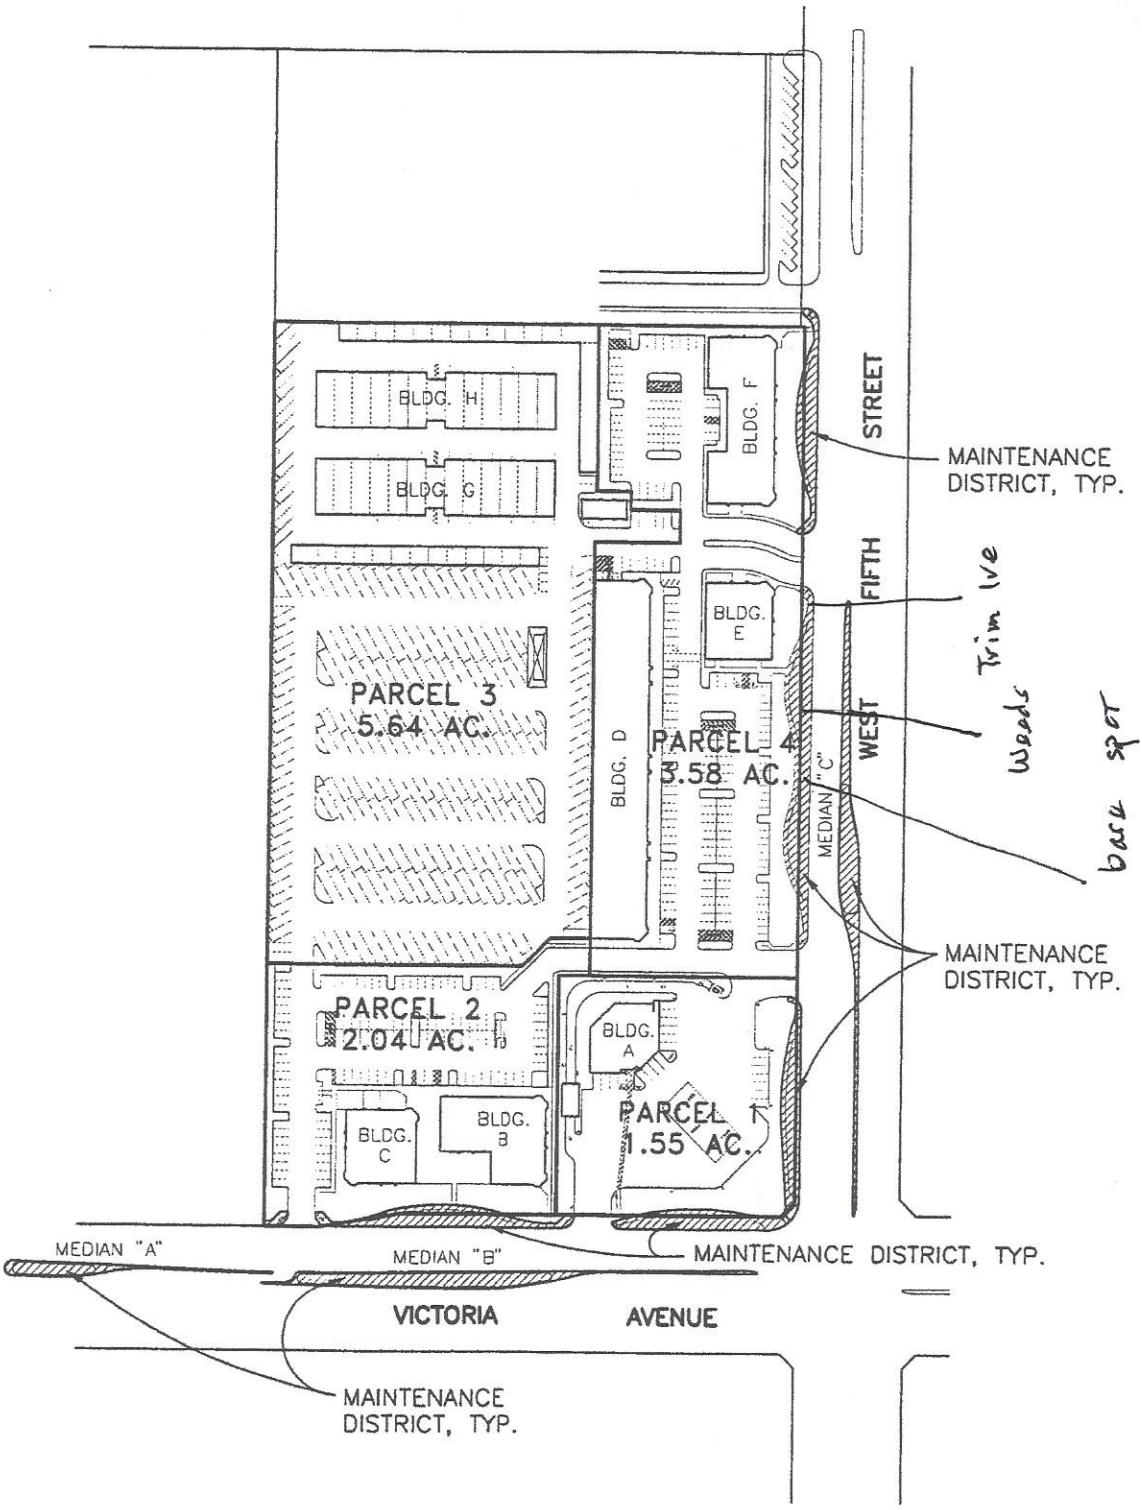 BLDG. H
BLDG. G
BLDG. F
STREET
MAINTENANCE
DISTRICT, TYP.
FIFTH
Trim Ive
BLDG.
E
WEST
Weeds
PARCEL 3
5.64 AC.
BLDG. D
PARCEL 4
3.58 AC.
MEDIAN "C"
bare spot
MAINTENANCE
DISTRICT, TYP.
PARCEL 2
2.04 AC.
BLDG.
A
PARCEL 1
1.55 AC.
BLDG.
C
BLDG.
B
MEDIAN "A"
MEDIAN "B"
MAINTENANCE DISTRICT, TYP.
VICTORIA AVENUE
MAINTENANCE
DISTRICT, TYP.